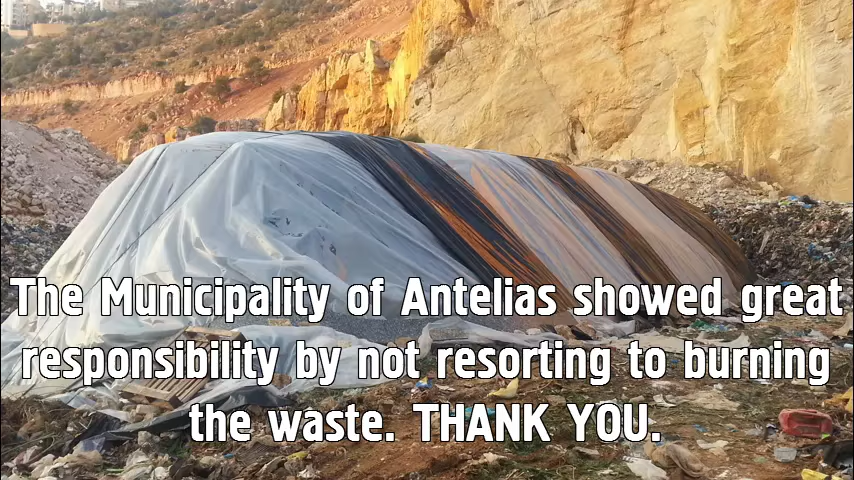 The Municipality of Antelias showed great
responsibility by not resorting to burning
the waste. THANK YOU.